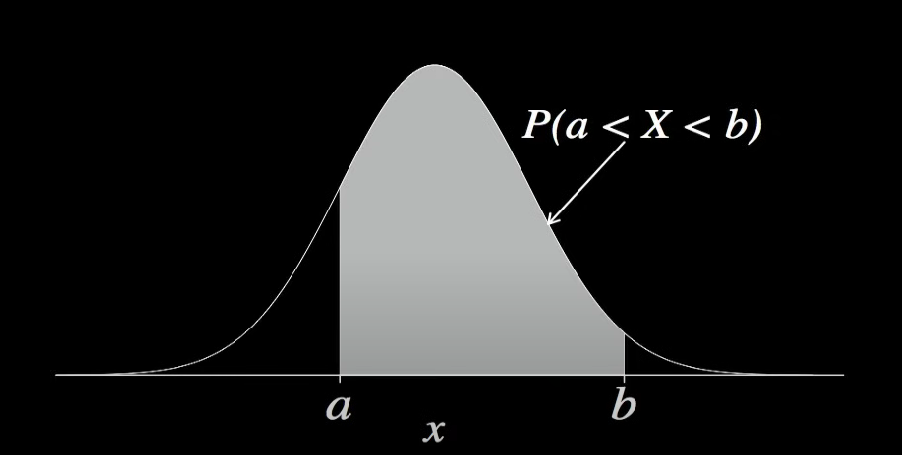 P(a < X < b)
a b
x